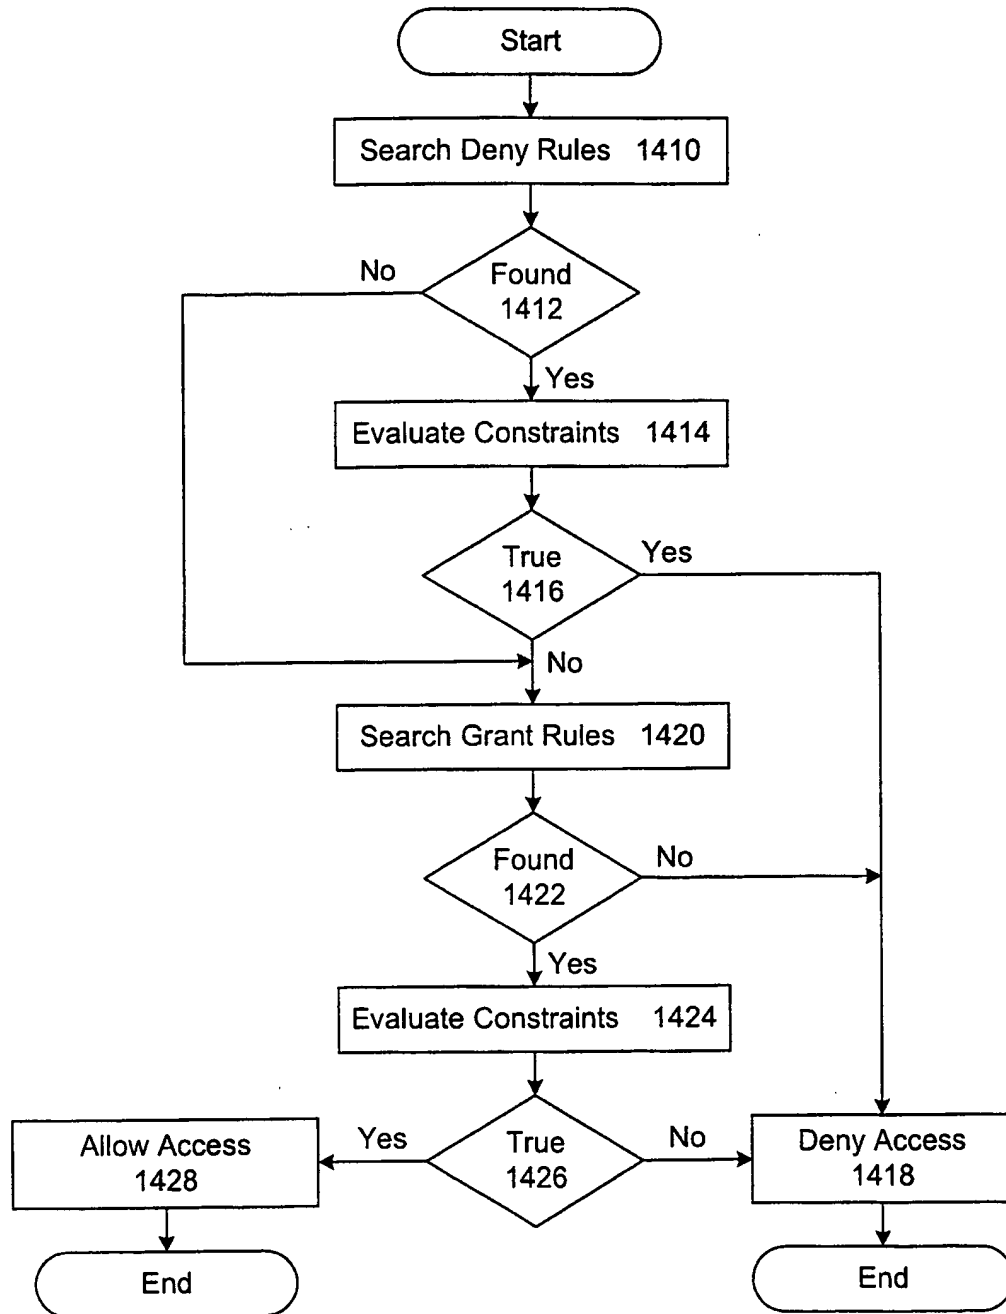 Start
Search Deny Rules 1410
No
Found
1412
Yes
Evaluate Constraints 1414
True
1416
Yes
No
Search Grant Rules 1420
Found
1422
No
Yes
Evaluate Constraints 1424
Allow Access
1428
Yes
True
1426
No
Deny Access
1418
End
End